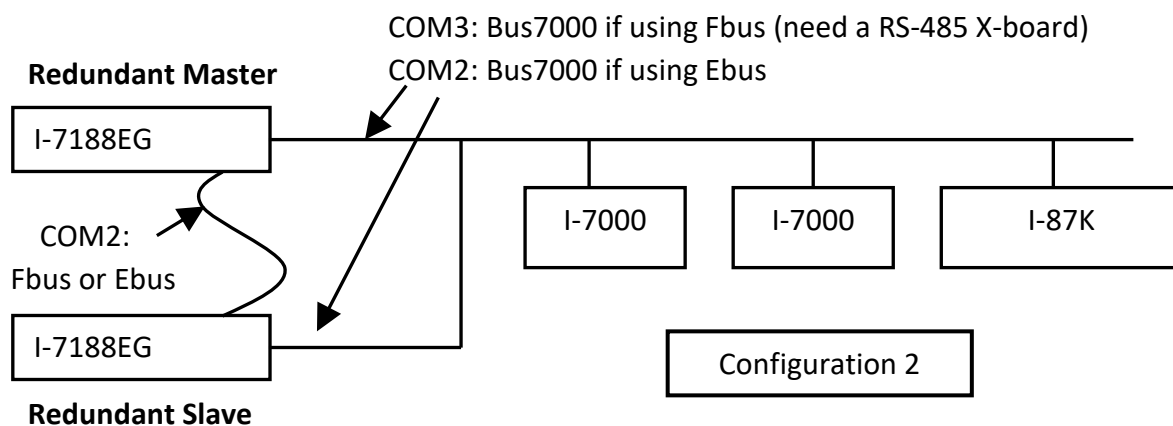 COM3: Bus7000 if using Fbus (need a RS-485 X-board)
COM2: Bus7000 if using Ebus
Redundant Master
I-7188EG
I-7000
I-7000
I-87K
COM2:
Fbus or Ebus
I-7188EG
Configuration 2
Redundant Slave